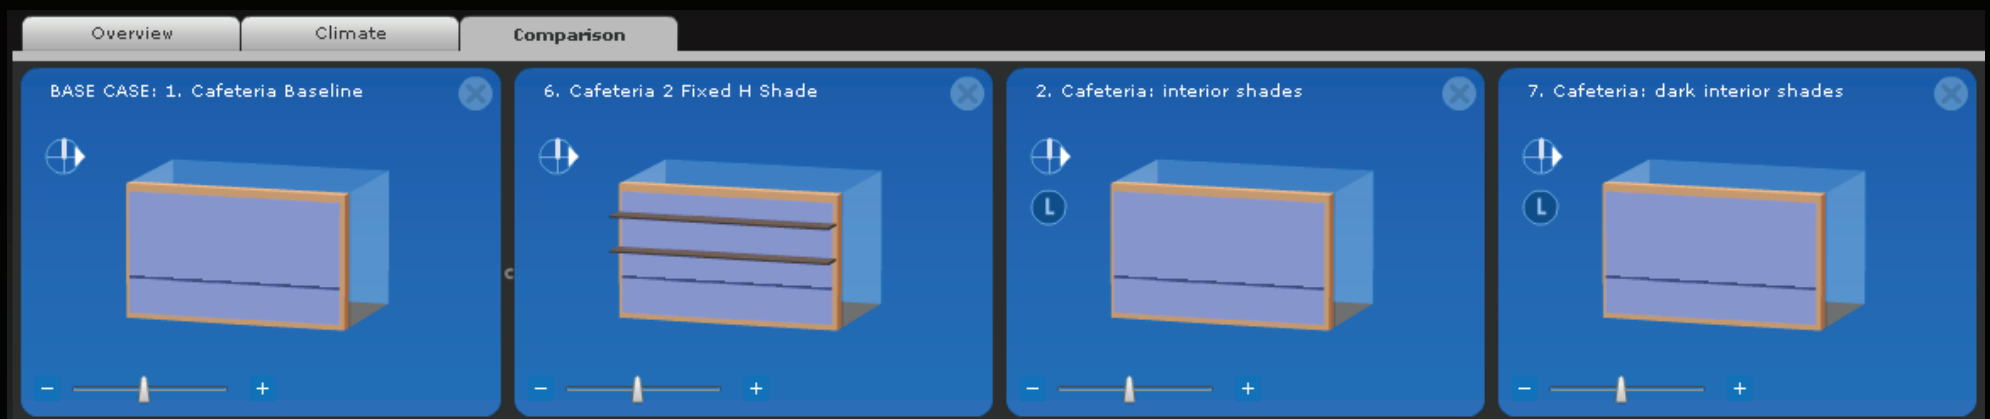 Overview
Climate
Comparison
BASE CASE: 1. Cafeteria Baseline
6. Cafeteria 2 Fixed H Shade
2. Cafeteria: interior shades
7. Cafeteria: dark interior shades
L
L
− +
− +
− +
− +